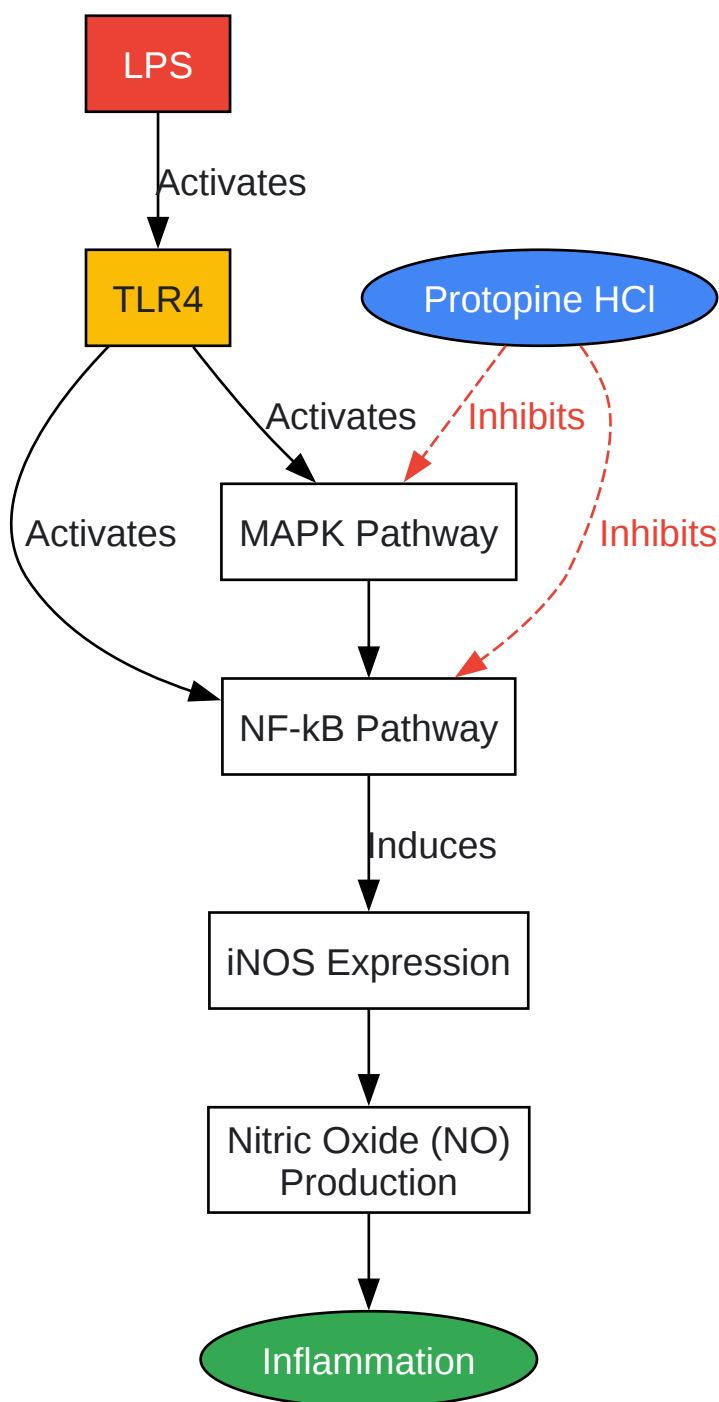 LPS
Activates
TLR4
Protopine HCl
Activates
Inhibits
MAPK Pathway
Activates
Inhibits
NF-kB Pathway
Induces
iNOS Expression
Nitric Oxide (NO)
Production
Inflammation